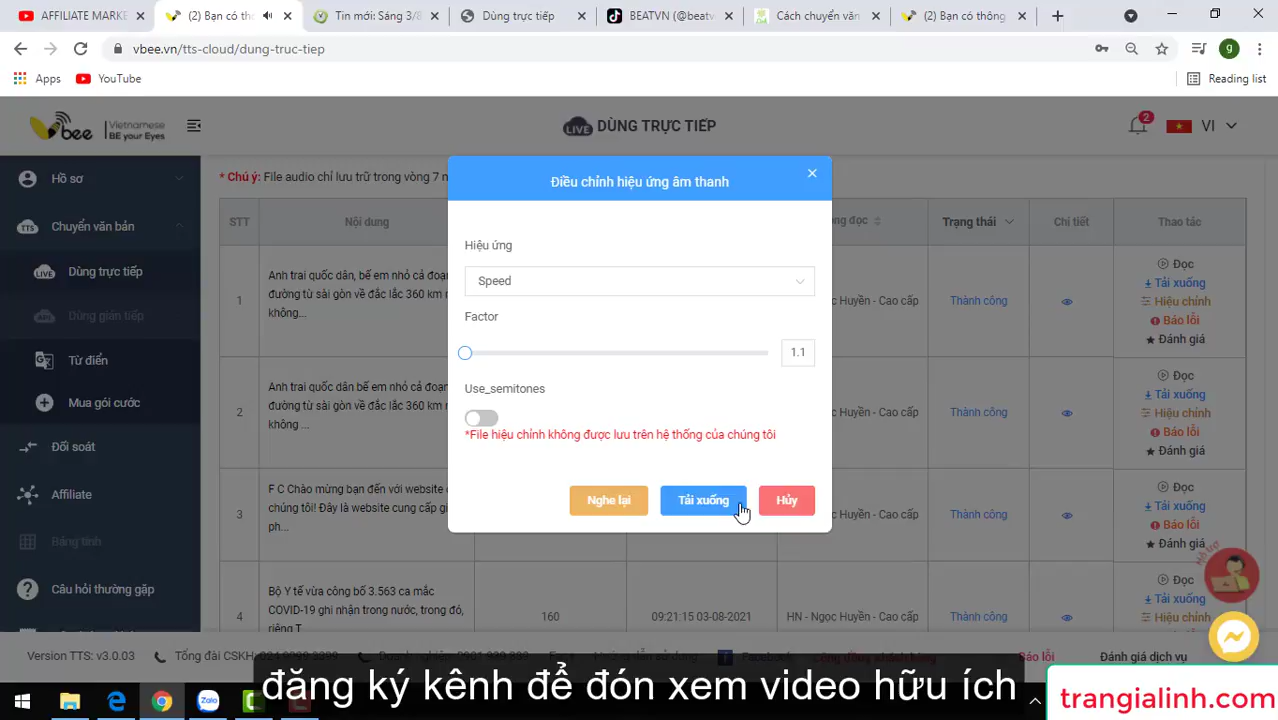 AFFILIATE MARKE
(2) Bạn có thô
Tin mới: Sáng 3/8
Dùng trực tiếp
BEATVN (@beatv
Cách chuyển văn
(2) Bạn có thông
vbee.vn/tts-cloud/dung-truc-tiep
g
Apps
YouTube
Reading list
Vbee
Vietnamese
BE your Eyes
LIVE DÙNG TRỰC TIẾP
2
VI
Hồ sơ
TTS Chuyển văn bản
LIVE Dùng trực tiếp
Dùng gián tiếp
Từ điển
Mua gói cước
Đối soát
Affiliate
Bảng tính
Câu hỏi thường gặp
* Chú ý: File audio chỉ lưu trữ trong vòng 7 n
STT
Nội dung
ng đọc
Trạng thái
Chi tiết
Thao tác
1
Anh trai quốc dân, bế em nhỏ cả đoạn
đường từ sài gòn về đắc lắc 360 km n
không...
c Huyền - Cao cấp
Thành công
Đọc
Tải xuống
Hiệu chỉnh
Báo lỗi
Đánh giá
2
Anh trai quốc dân bế em nhỏ cả đoạn
đường từ sài gòn về đắc lắc 360 km n
không ...
c Huyền - Cao cấp
Thành công
Đọc
Tải xuống
Hiệu chỉnh
Báo lỗi
Đánh giá
3
F C Chào mừng bạn đến với website c
chúng tôi! Đây là website cung cấp giả
ph...
c Huyền - Cao cấp
Thành công
Đọc
Tải xuống
Báo lỗi
Đánh giá
4
Bộ Y tế vừa công bố 3.563 ca mắc
COVID-19 ghi nhận trong nước, trong đó,
riêng T
160
09:21:15 03-08-2021
HN - Ngọc Huyền - Cao cấp
Thành công
Đọc
Tải xuống
Hiệu chỉnh
Điều chỉnh hiệu ứng âm thanh
Hiệu ứng
Speed
Factor
1.1
Use_semitones
*File hiệu chỉnh không được lưu trên hệ thống của chúng tôi
Nghe lại
Tải xuống
Hủy
Hỗ trợ
Version TTS: v3.0.03
Tổng đài CSKH:
Facebook
Báo lỗi
Đánh giá dịch vụ
đăng ký kênh để đón xem video hữu ích
Zalo
trangialinh.com